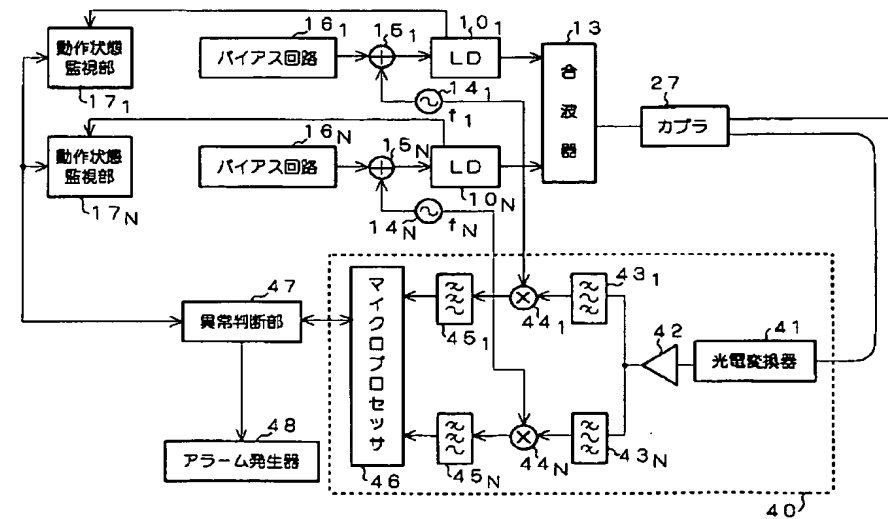 動作状態
監視部
17₁
16₁
バイアス回路
15₁
10₁
LD
14₁
f₁
13
合波器
27
カプラ
動作状態
監視部
17N
16N
バイアス回路
15N
LD
10N
14N
fN
47
異常判断部
48
アラーム発生器
マイクロプロセッサ
46
45₁
44₁
43₁
42
41
光電変換器
45N
44N
43N
40